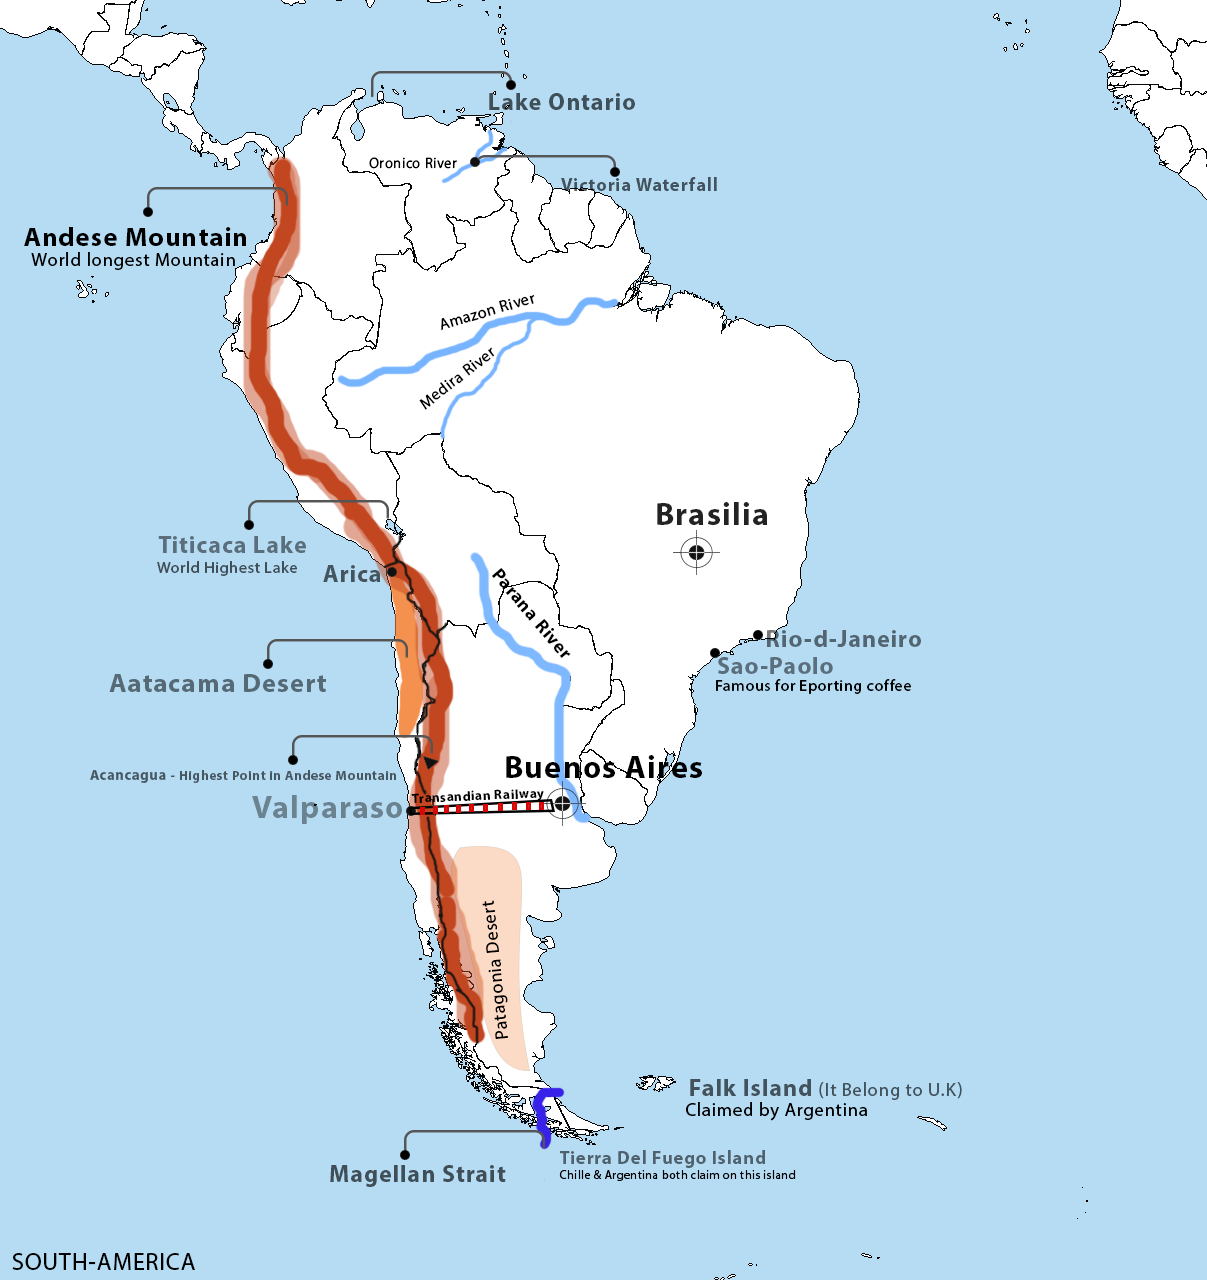 Lake Ontario
Oronico River
Victoria Waterfall
Andese Mountain
World longest Mountain
Amazon River
Medira River
Brasilia
Titicaca Lake
World Highest Lake
Arica
Parana River
Rio-d-Janeiro
Sao-Paolo
Famous for Eporting coffee
Aatacama Desert
Buenos Aires
Acancagua - Highest Point in Andese Mountain
Transandian Railway
Valparaso
Patagonia Desert
Falk Island (It Belong to U.K)
Claimed by Argentina
Tierra Del Fuego Island
Chille & Argentina both claim on this island
Magellan Strait
SOUTH-AMERICA